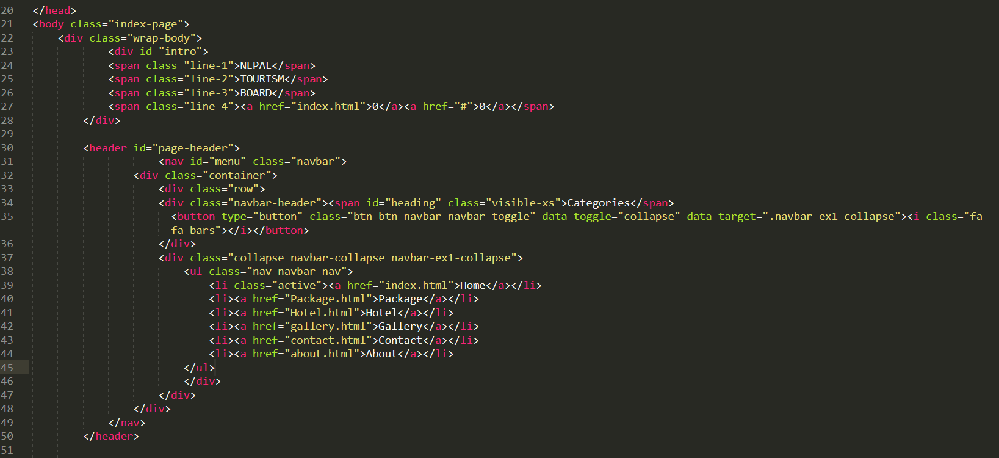 20 </head>
21 <body class="index-page">
22 <div class="wrap-body">
23 <div id="intro">
24 <span class="line-1">NEPAL</span>
25 <span class="line-2">TOURISM</span>
26 <span class="line-3">BOARD</span>
27 <span class="line-4"><a href="index.html">0</a><a href="#">0</a></span>
28 </div>
29
30 <header id="page-header">
31 <nav id="menu" class="navbar">
32 <div class="container">
33 <div class="row">
34 <div class="navbar-header"><span id="heading" class="visible-xs">Categories</span>
35 <button type="button" class="btn btn-navbar navbar-toggle" data-toggle="collapse" data-target=".navbar-ex1-collapse"><i class="fa
fa-bars"></i></button>
36 </div>
37 <div class="collapse navbar-collapse navbar-ex1-collapse">
38 <ul class="nav navbar-nav">
39 <li class="active"><a href="index.html">Home</a></li>
40 <li><a href="Package.html">Package</a></li>
41 <li><a href="Hotel.html">Hotel</a></li>
42 <li><a href="gallery.html">Gallery</a></li>
43 <li><a href="contact.html">Contact</a></li>
44 <li><a href="about.html">About</a></li>
45 </ul>
46 </div>
47 </div>
48 </div>
49 </nav>
50 </header>
51